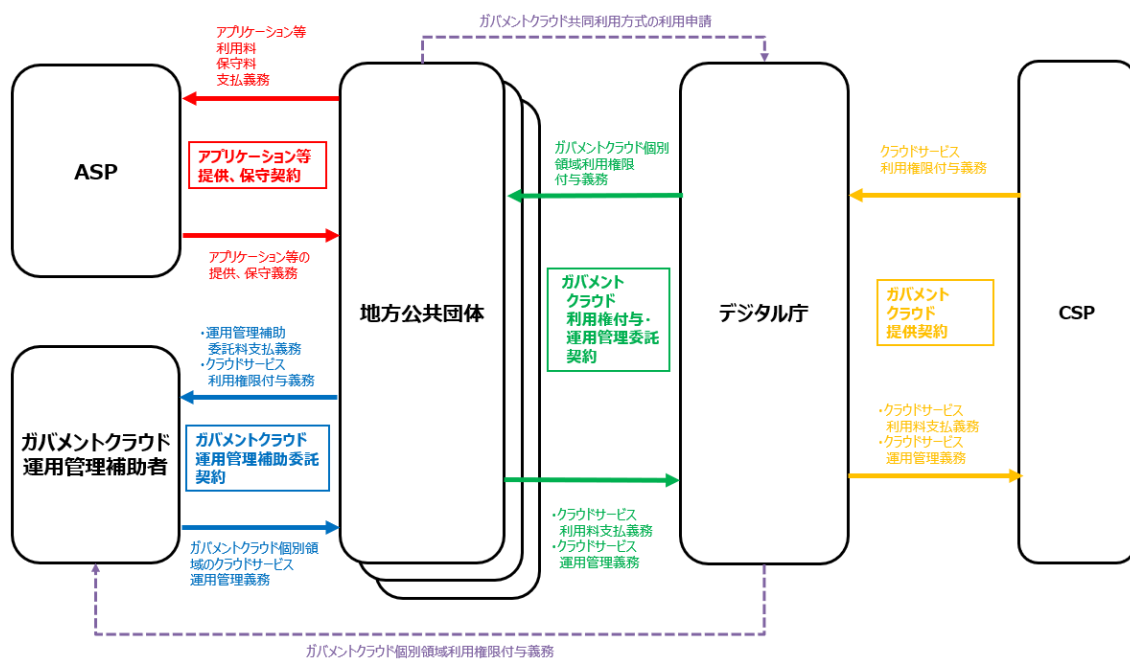 ガバメントクラウド共同利用方式の利用申請
アプリケーション等
利用料
保守料
支払義務
ASP
アプリケーション等
提供、保守契約
アプリケーション等の
提供、保守義務
・運用管理補助
委託料支払義務
・クラウドサービス
利用権限付与義務
ガバメントクラウド
運用管理補助者
ガバメントクラウド
運用管理補助委託
契約
ガバメントクラウド個別領
域のクラウドサービス
運用管理義務
地方公共団体
ガバメントクラウド個別
領域利用権限
付与義務
ガバメント
クラウド
利用権付与・
運用管理委託
契約
・クラウドサービス
利用料支払義務
・クラウドサービス
運用管理義務
デジタル庁
クラウドサービス
利用権限付与義務
ガバメント
クラウド
提供契約
・クラウドサービス
利用料支払義務
・クラウドサービス
運用管理義務
CSP
ガバメントクラウド個別領域利用権限付与義務